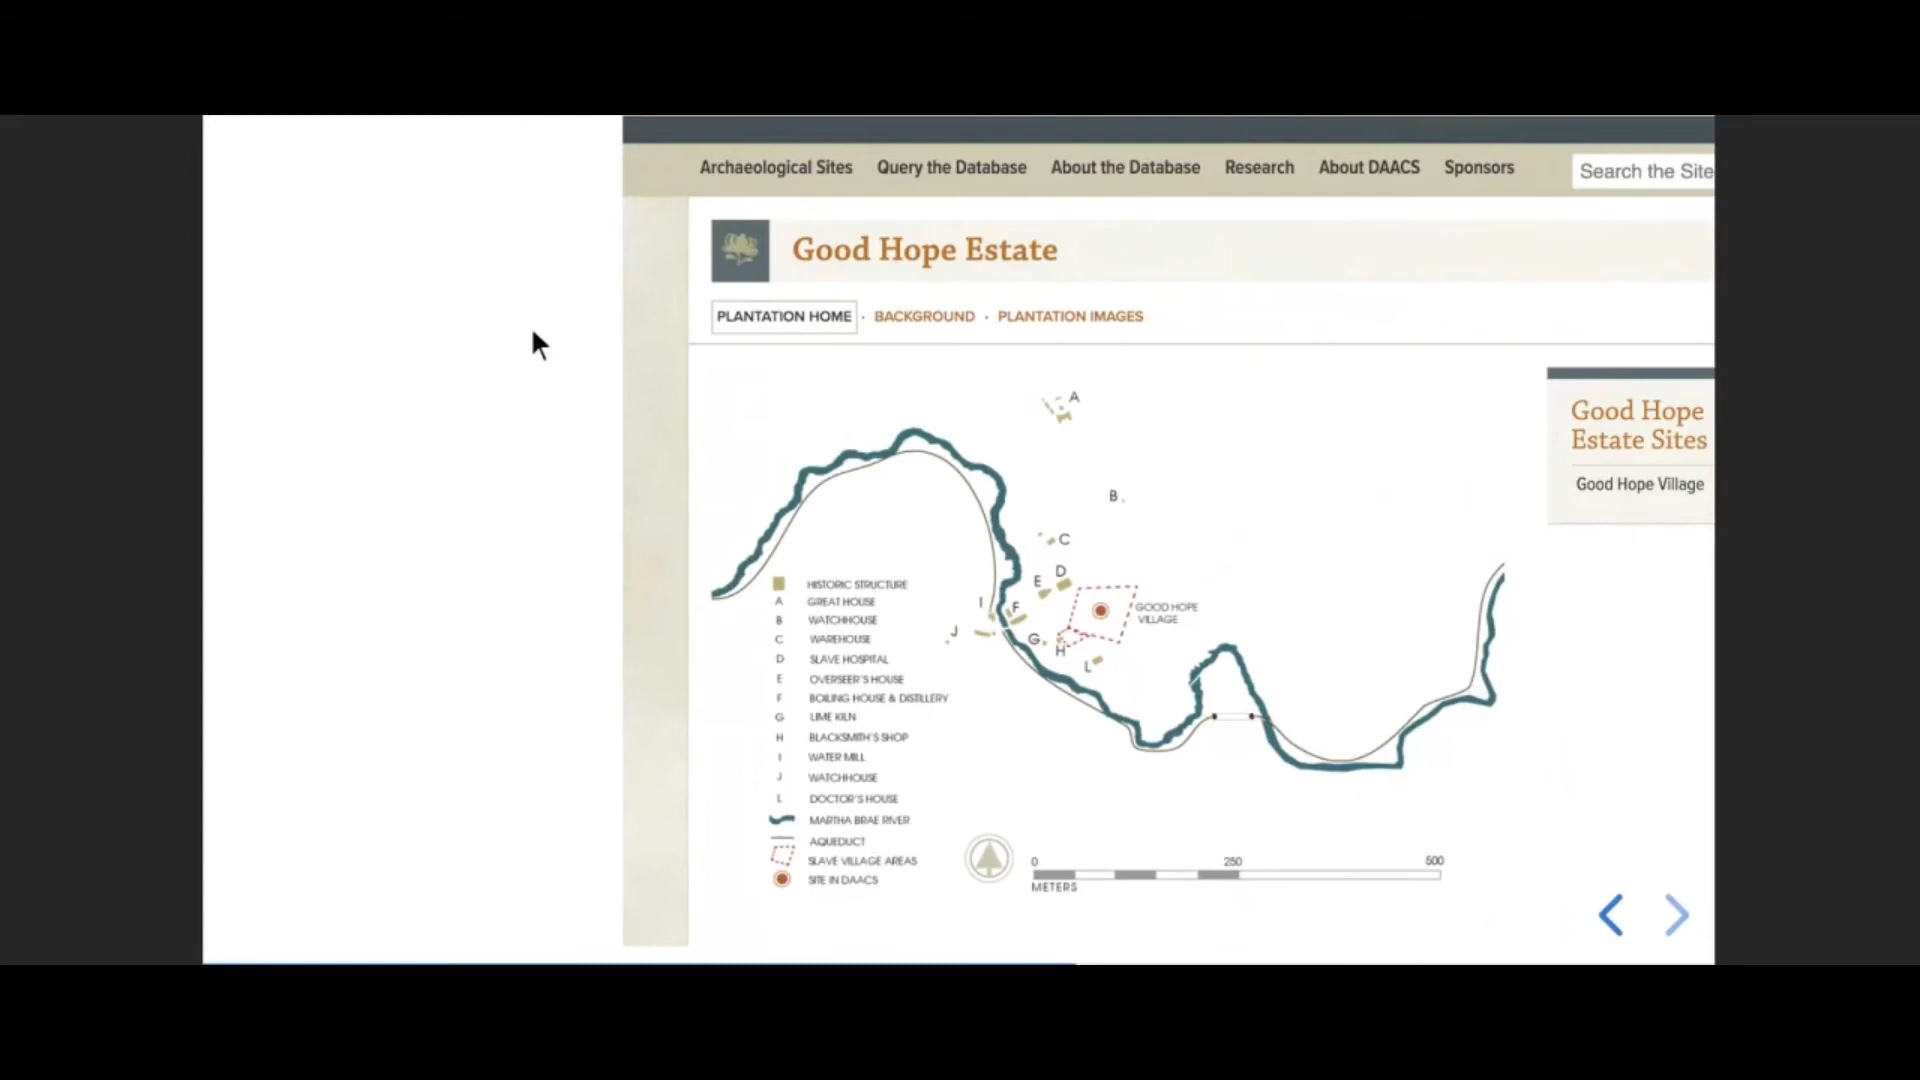 Archaeological Sites Query the Database About the Database Research About DAACS Sponsors Search the Site
Good Hope Estate
PLANTATION HOME · BACKGROUND · PLANTATION IMAGES
Good Hope
Estate Sites
Good Hope Village
A
B
C
D
E
F
I
J
G
H
L
GOOD HOPE
VILLAGE
HISTORIC STRUCTURE
A GREAT HOUSE
B WATCHHOUSE
C WAREHOUSE
D SLAVE HOSPITAL
E OVERSEER'S HOUSE
F BOILING HOUSE & DISTILLERY
G LIME KILN
H BLACKSMITH'S SHOP
I WATER MILL
J WATCHHOUSE
L DOCTOR'S HOUSE
MARTHA BRAE RIVER
AQUEDUCT
SLAVE VILLAGE AREAS
SITE IN DAACS
0 250 500
METERS